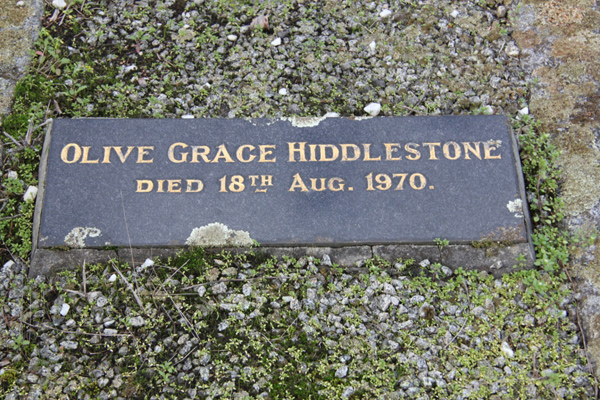 OLIVE GRACE HIDDLESTONE
DIED 18TH AUG. 1970.